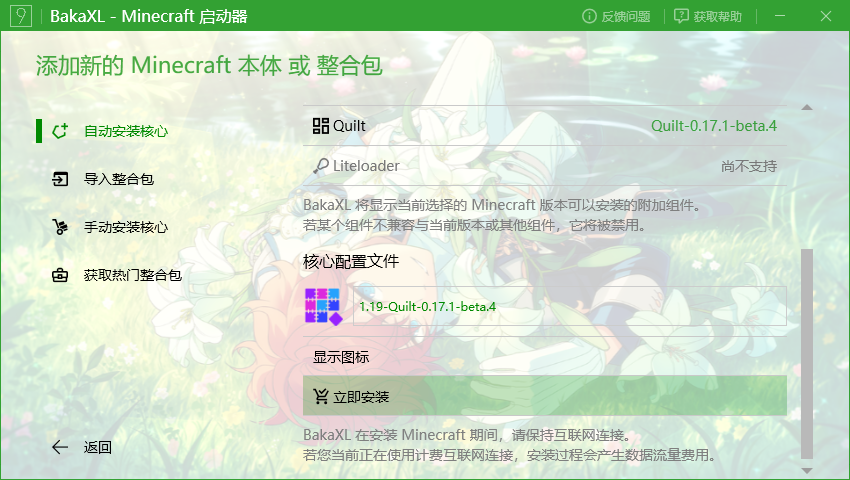 BakaXL - Minecraft 启动器
反馈问题
获取帮助
添加新的 Minecraft 本体 或 整合包
自动安装核心
导入整合包
手动安装核心
获取热门整合包
返回
Quilt
Quilt-0.17.1-beta.4
Liteloader
尚不支持
BakaXL 将显示当前选择的 Minecraft 版本可以安装的附加组件。
若某个组件不兼容与当前版本或其他组件，它将被禁用。
核心配置文件
1.19-Quilt-0.17.1-beta.4
显示图标
立即安装
BakaXL 在安装 Minecraft 期间，请保持互联网连接。
若您当前正在使用计费互联网连接，安装过程会产生数据流量费用。